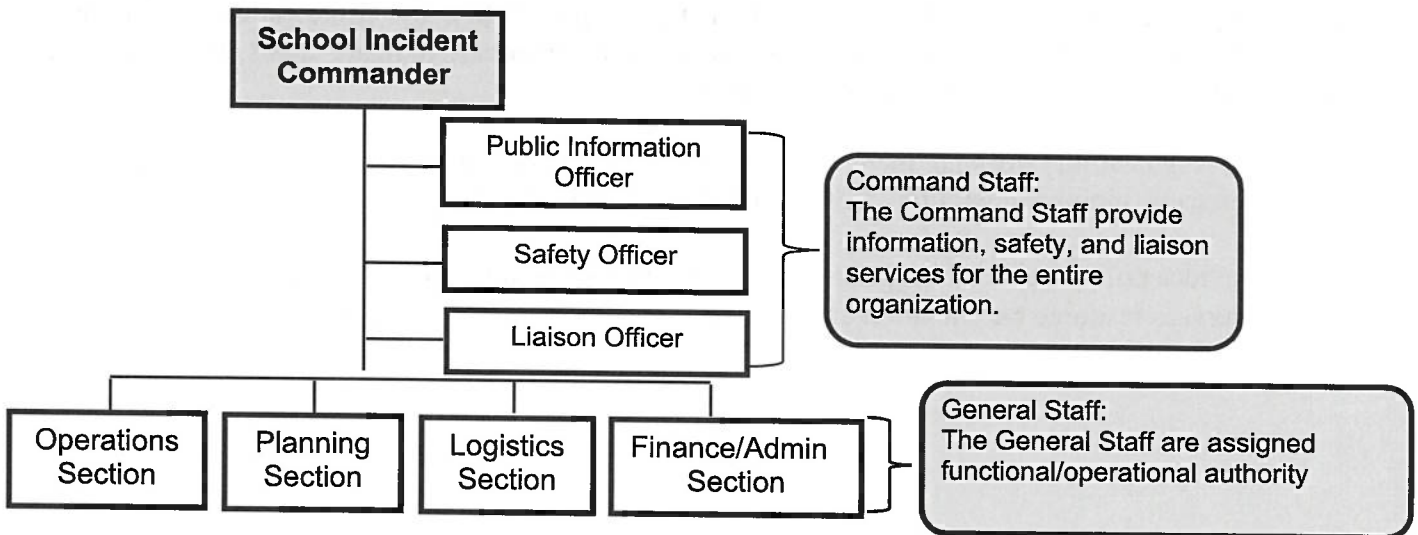 School Incident
Commander
Public Information
Officer
Safety Officer
Liaison Officer
Command Staff:
The Command Staff provide
information, safety, and liaison
services for the entire
organization.
Operations
Section
Planning
Section
Logistics
Section
Finance/Admin
Section
General Staff:
The General Staff are assigned
functional/operational authority